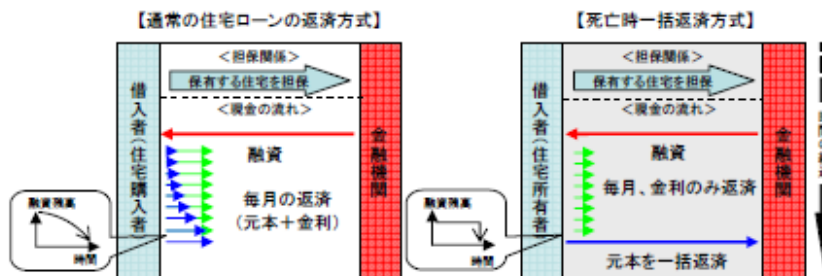 【通常の住宅ローンの返済方式】
借入者(住宅購入者)
＜担保関係＞
保有する住宅を担保
＜現金の流れ＞
融資
毎月の返済
(元本＋金利)
金融機関
融資残高
時間
【死亡時一括返済方式】
借入者(住宅所有者)
＜担保関係＞
保有する住宅を担保
＜現金の流れ＞
融資
毎月、金利のみ返済
元本を一括返済
金融機関
融資残高
時間